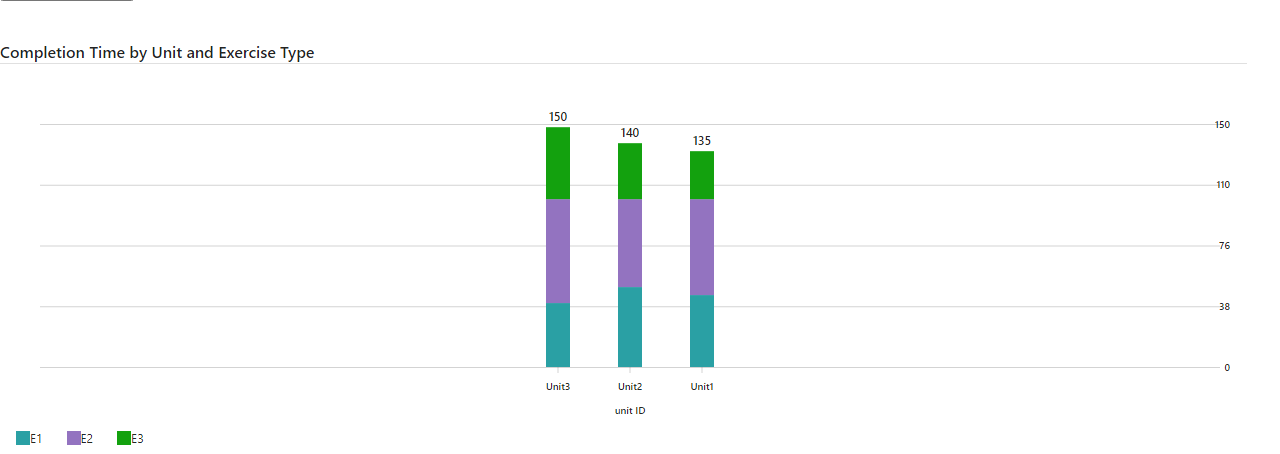 Completion Time by Unit and Exercise Type
150
140
135
150
110
76
38
0
Unit3 Unit2 Unit1
unit ID
E1 E2 E3